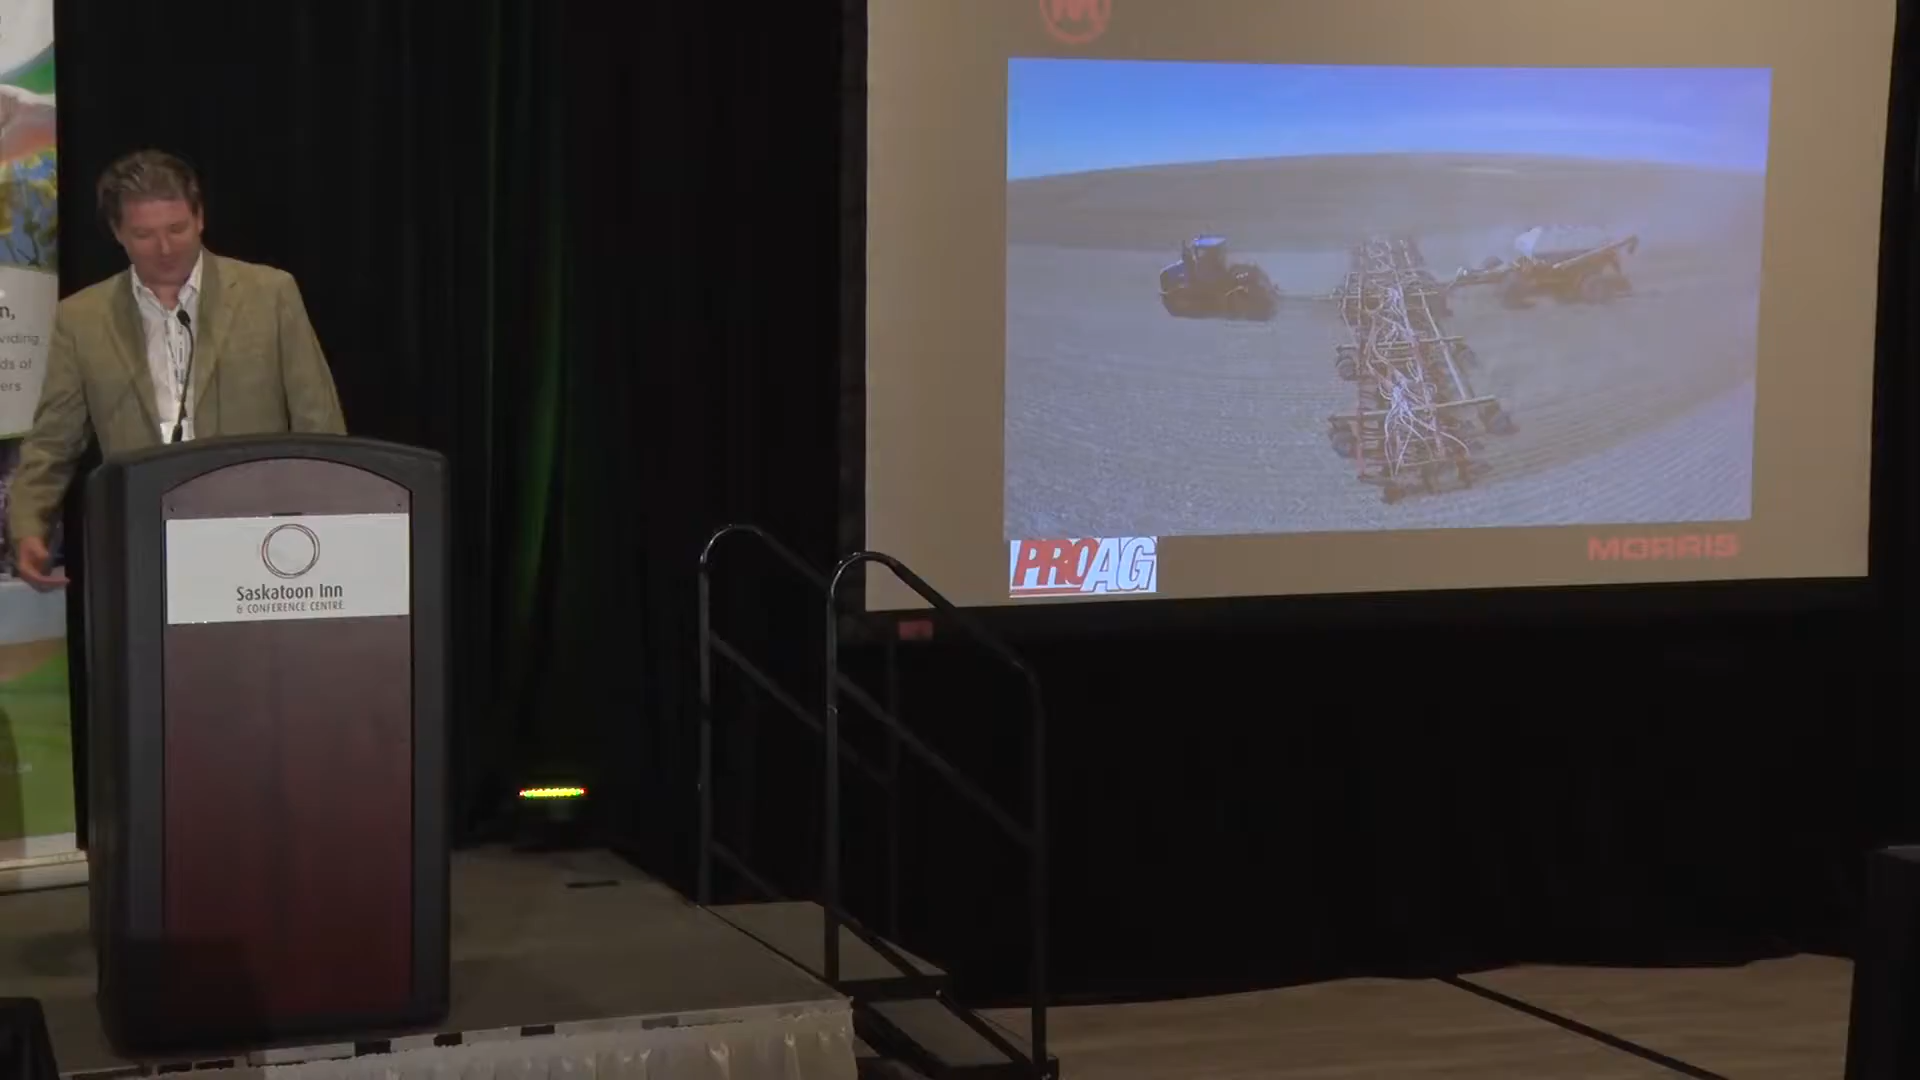 n,
viding
ds of
ers
Saskatoon Inn
& CONFERENCE CENTRE
PROAG
MORRIS